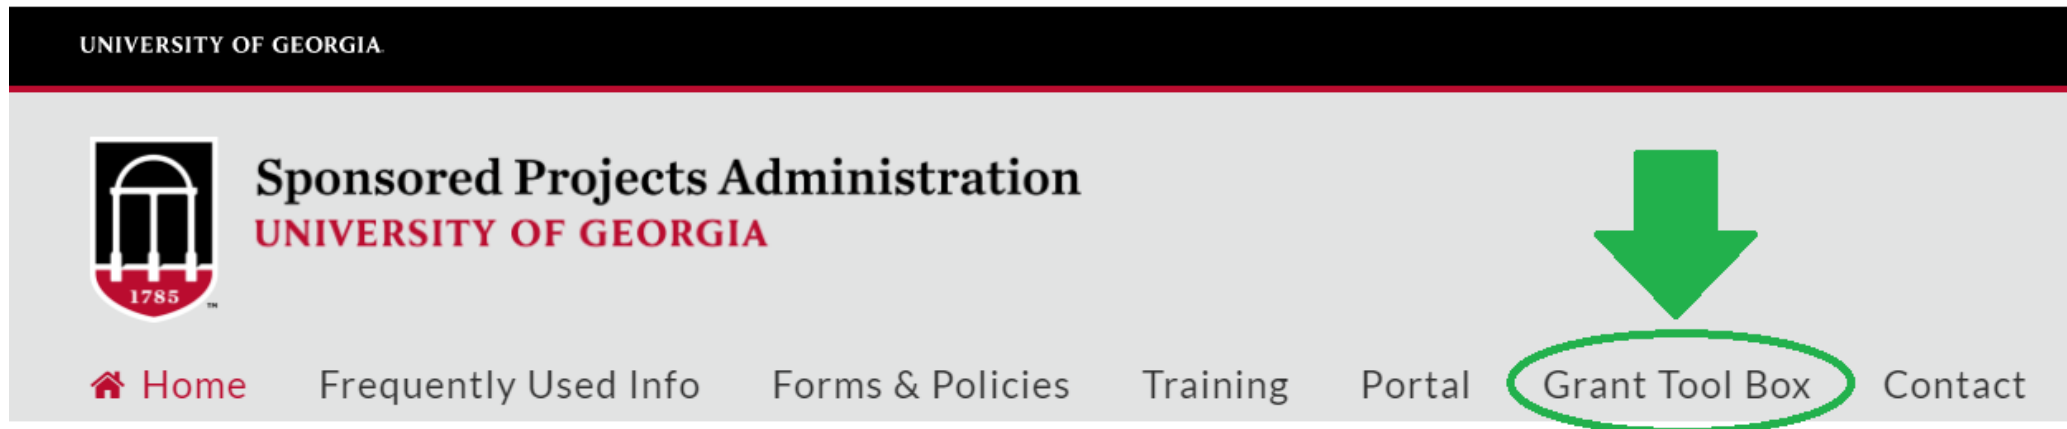 UNIVERSITY OF GEORGIA
Sponsored Projects Administration
UNIVERSITY OF GEORGIA
1785 ™
Home Frequently Used Info Forms & Policies Training Portal Grant Tool Box Contact